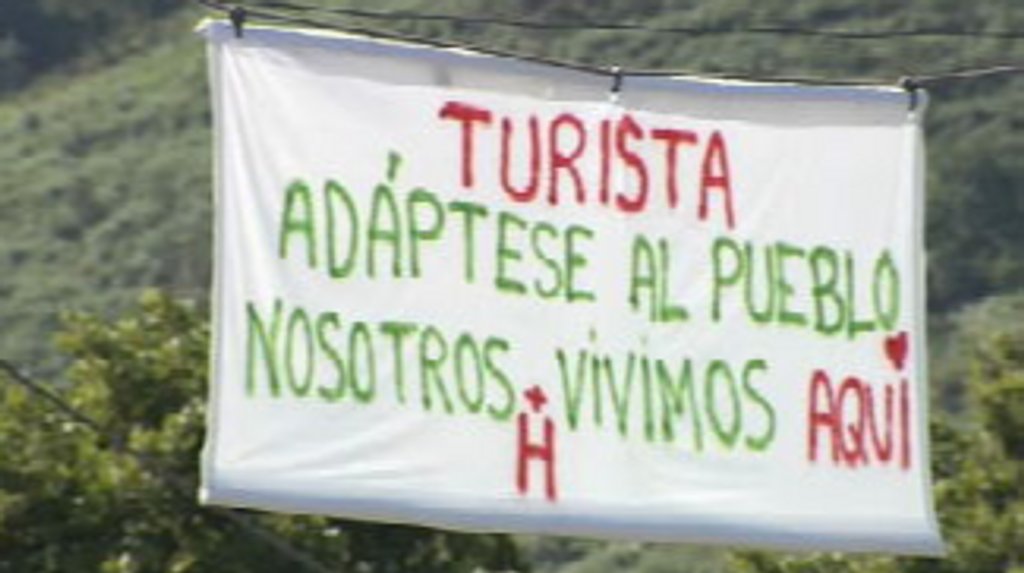 TURISTA
ADÁPTESE AL PUEBLO
NOSOTROS VIVIMOS AQUI
H